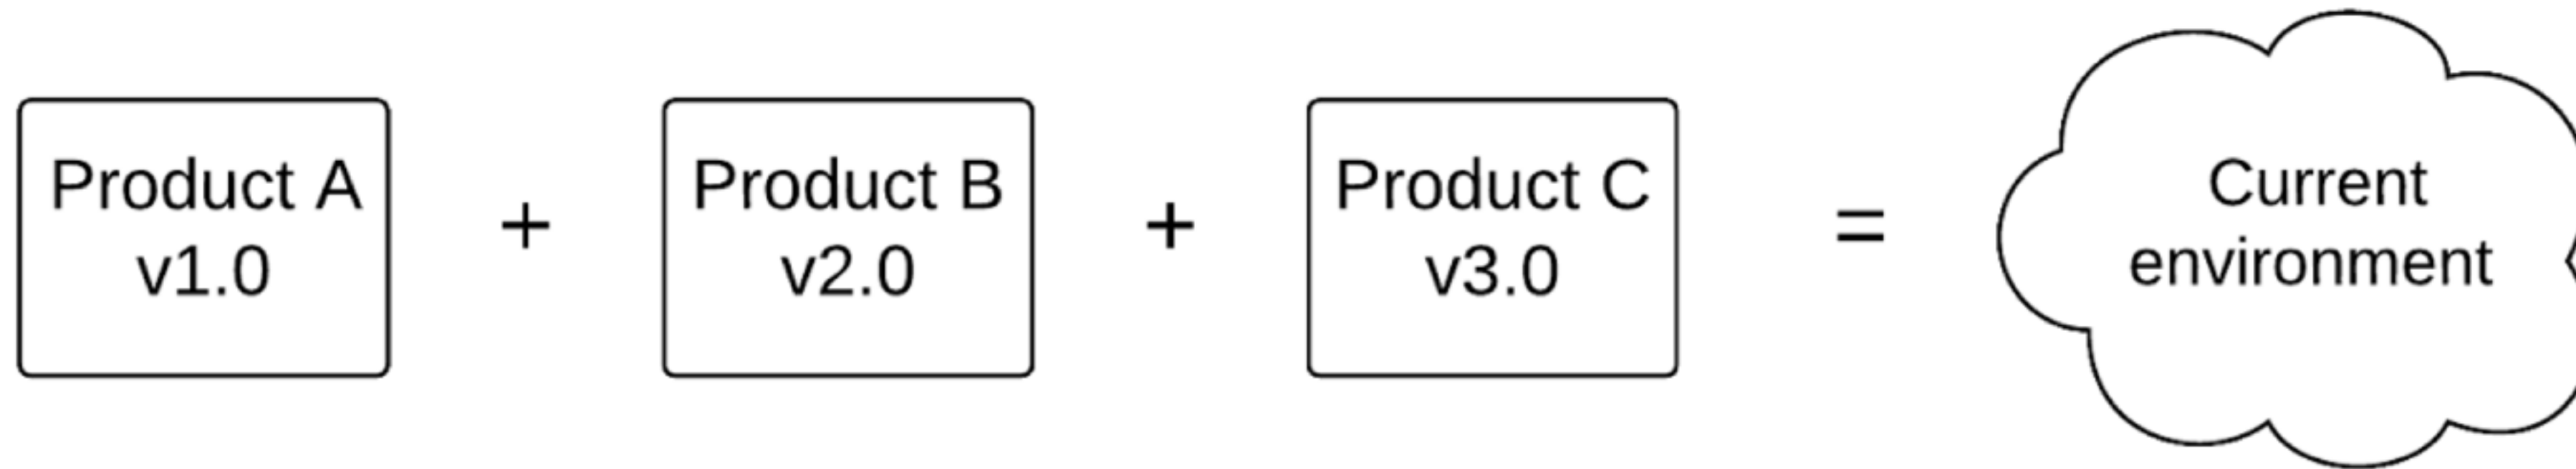 Product A
v1.0
+
Product B
v2.0
+
Product C
v3.0
=
Current
environment